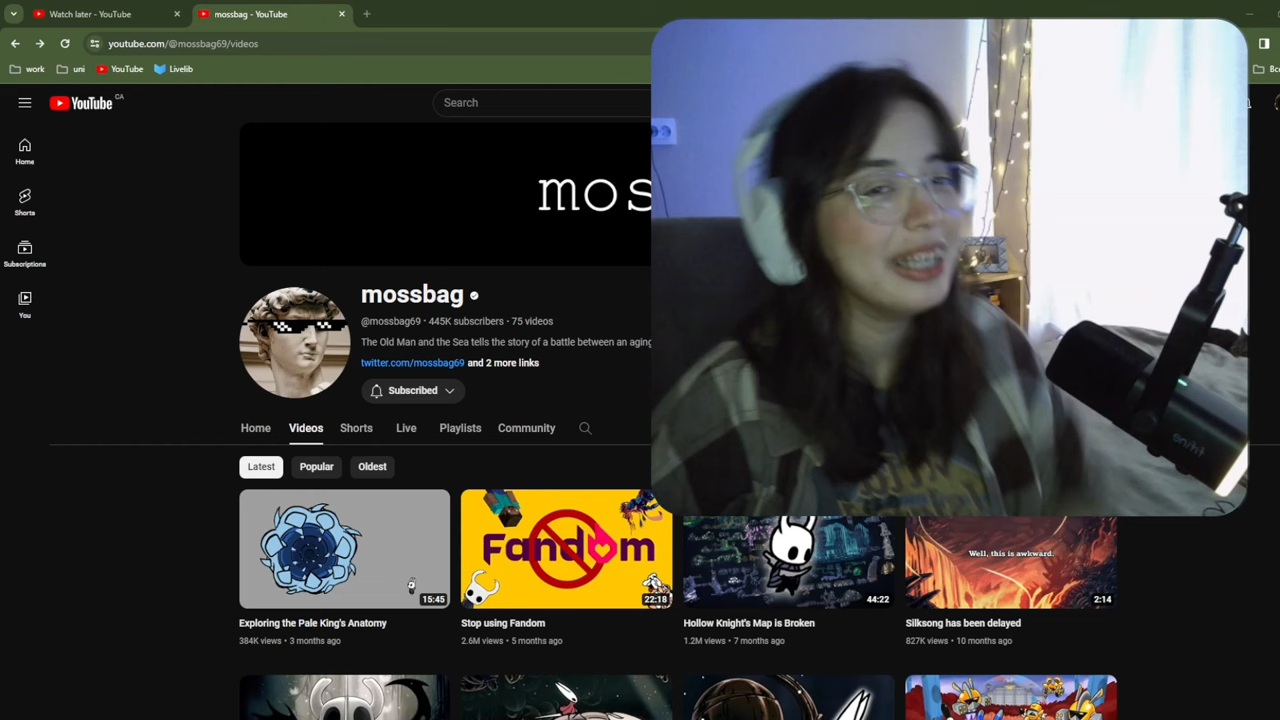 Watch later - YouTube
mossbag - YouTube
youtube.com/@mossbag69/videos
work
uni
YouTube
Livelib
Все
YouTube CA
Search
Home
Shorts
Subscriptions
You
mos
mossbag
@mossbag69 · 445K subscribers · 75 videos
The Old Man and the Sea tells the story of a battle between an aging
twitter.com/mossbag69 and 2 more links
Subscribed
Home Videos Shorts Live Playlists Community
Latest Popular Oldest
Fandom
Well, this is awkward.
15:45
22:18
44:22
2:14
Exploring the Pale King's Anatomy
Stop using Fandom
Hollow Knight's Map is Broken
Silksong has been delayed
384K views · 3 months ago
2.6M views · 5 months ago
1.2M views · 7 months ago
827K views · 10 months ago